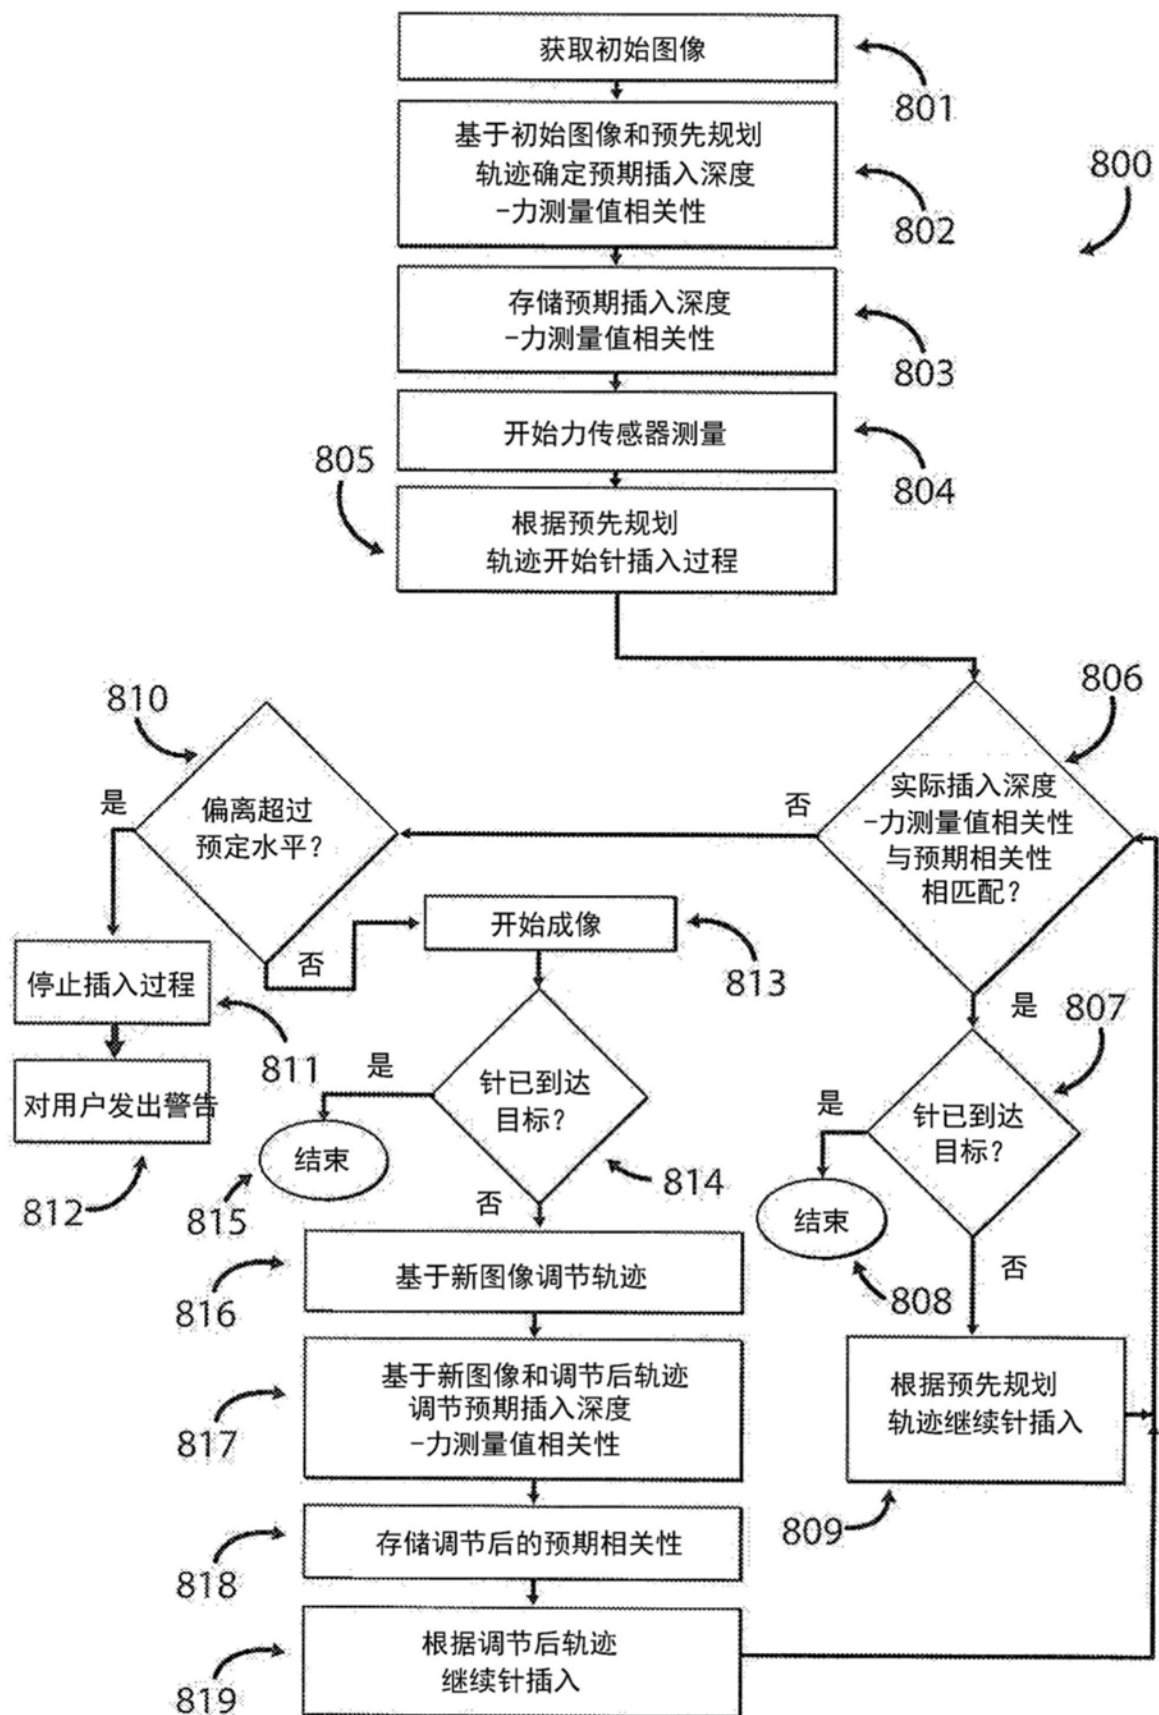 获取初始图像
801
基于初始图像和预先规划
轨迹确定预期插入深度
-力测量值相关性
802
800
存储预期插入深度
-力测量值相关性
803
开始力传感器测量
804
805
根据预先规划
轨迹开始针插入过程
806
实际插入深度
-力测量值相关性
与预期相关性
相匹配？
否
是
810
偏离超过
预定水平？
是
否
停止插入过程
811
对用户发出警告
812
开始成像
813
针已到达
目标？
814
是
结束
815
否
807
针已到达
目标？
是
结束
808
否
根据预先规划
轨迹继续针插入
809
基于新图像调节轨迹
816
基于新图像和调节后轨迹
调节预期插入深度
-力测量值相关性
817
存储调节后的预期相关性
818
根据调节后轨迹
继续针插入
819